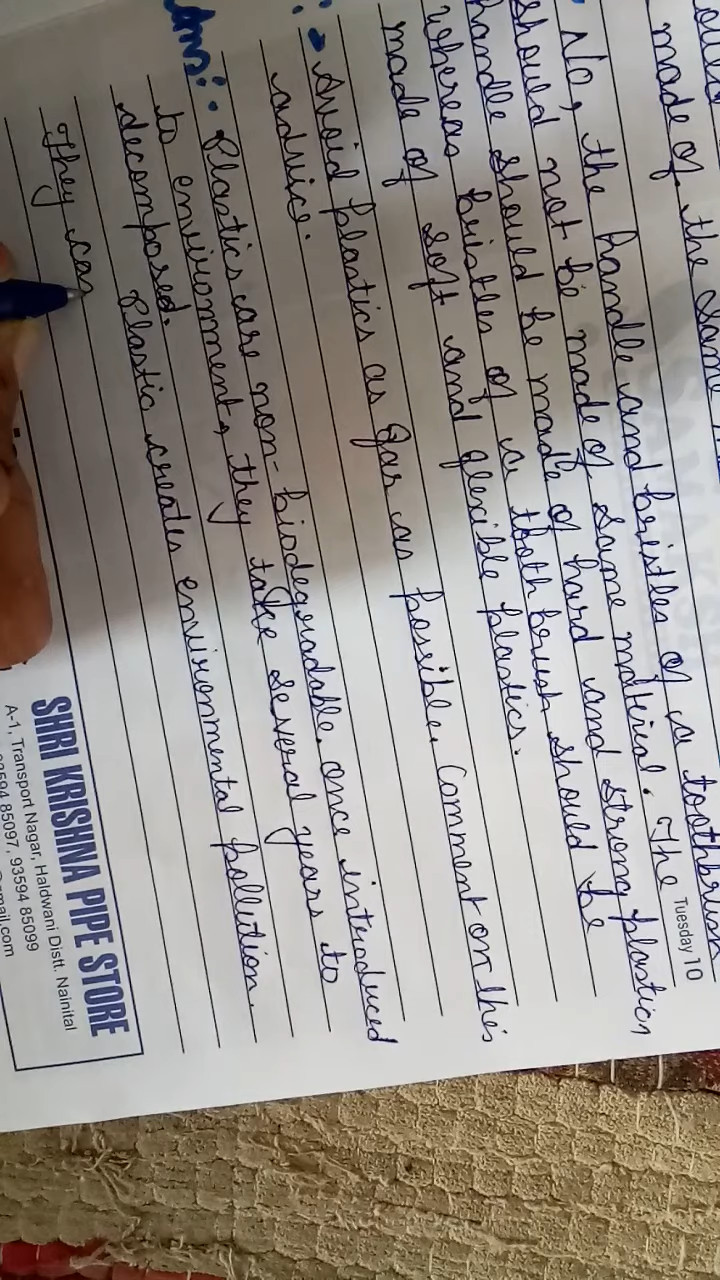 made of the same
Tuesday 10
No, the handle and bristles of a toothbrush
should not be made of same material. The
handle should be made of hard and strong plastics
whereas bristles of a tooth brush should be
made of soft and flexible plastics.
Avoid plastics as far as possible. Comment on this
advice.
Ans:- Plastics are non-biodegradable. once introduced
to environment, they take several years to
decomposed. Plastic creates environmental pollution.
They can
SHRI KRISHNA PIPE STORE
A-1, Transport Nagar, Haldwani Distt. Nainital
85097, 93594 85099
gmail.com